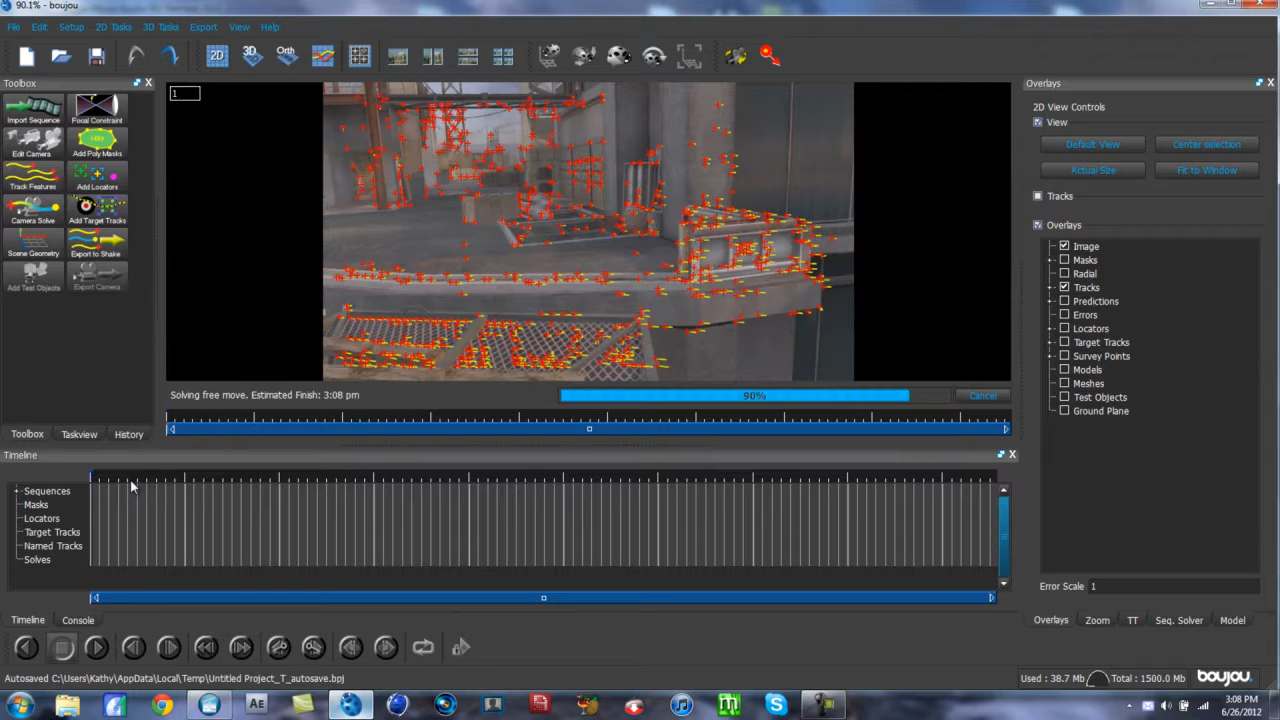 90.1% - boujou
File Edit Setup 2D Tasks 3D Tasks Export View Help
2D 3D Orth
Toolbox
Import Sequence Focal Constraint
Edit Camera Add Poly Masks
Track Features Add Locators
Camera Solve Add Target Tracks
Scene Geometry Export to Shake
Add Test Objects Export Camera
1
Solving free move. Estimated Finish: 3:08 pm 90% Cancel
Toolbox Taskview History
Overlays
2D View Controls
View
Default View Center selection
Actual Size Fit to Window
Tracks
Overlays
Image
Masks
Radial
Tracks
Predictions
Errors
Locators
Target Tracks
Survey Points
Models
Meshes
Test Objects
Ground Plane
Error Scale 1
Timeline
Sequences
Masks
Locators
Target Tracks
Named Tracks
Solves
Timeline Console
Overlays Zoom TT Seq. Solver Model
Autosaved C:\Users\Kathy\AppData\Local\Temp\Untitled Project_T_autosave.bpj
Used : 38.7 Mb Total : 1500.0 Mb boujou
Ae
3:08 PM
6/26/2012